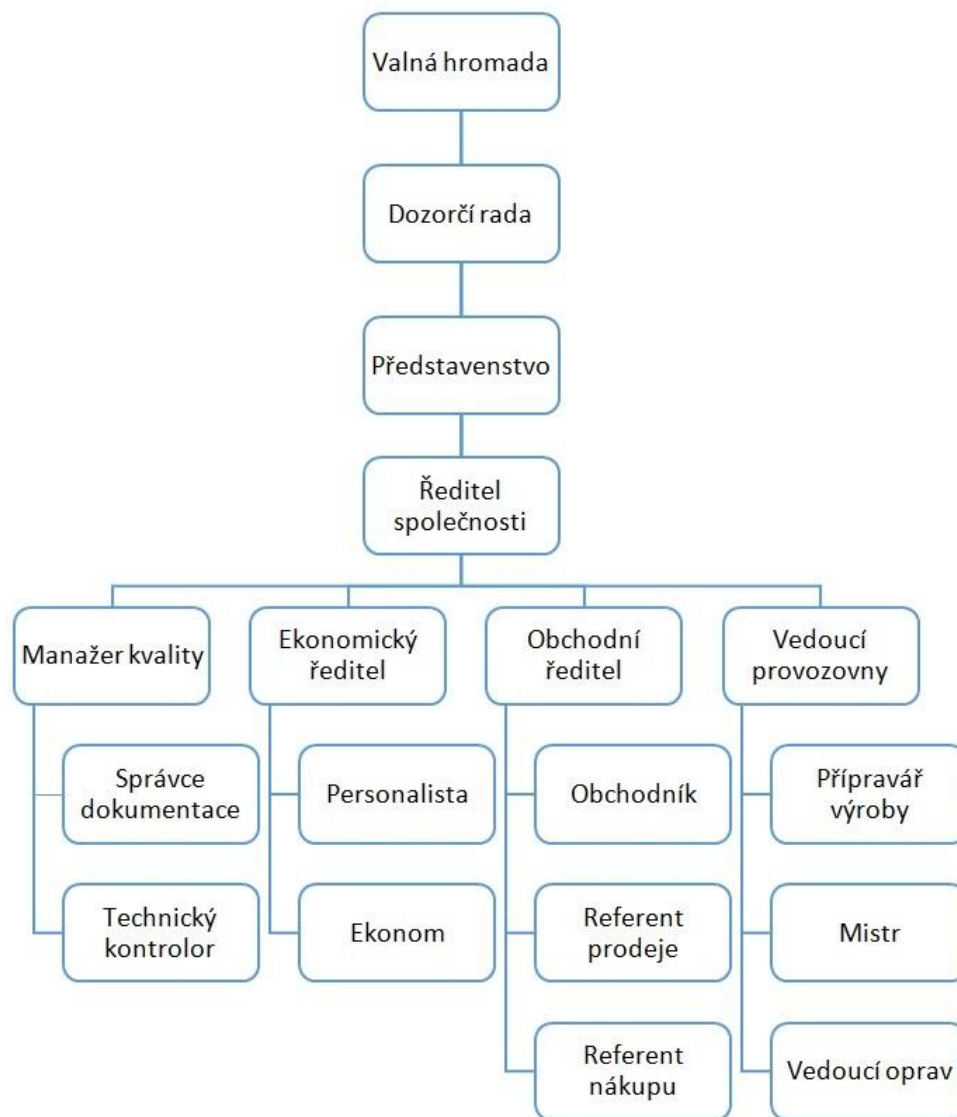 Valná hromada
Dozorčí rada
Představenstvo
Ředitel
společnosti
Manažer kvality
Ekonomický
ředitel
Obchodní
ředitel
Vedoucí
provozovny
Správce
dokumentace
Personalista
Obchodník
Přípravář
výroby
Technický
kontrolor
Ekonom
Referent
prodeje
Mistr
Referent
nákupu
Vedoucí oprav